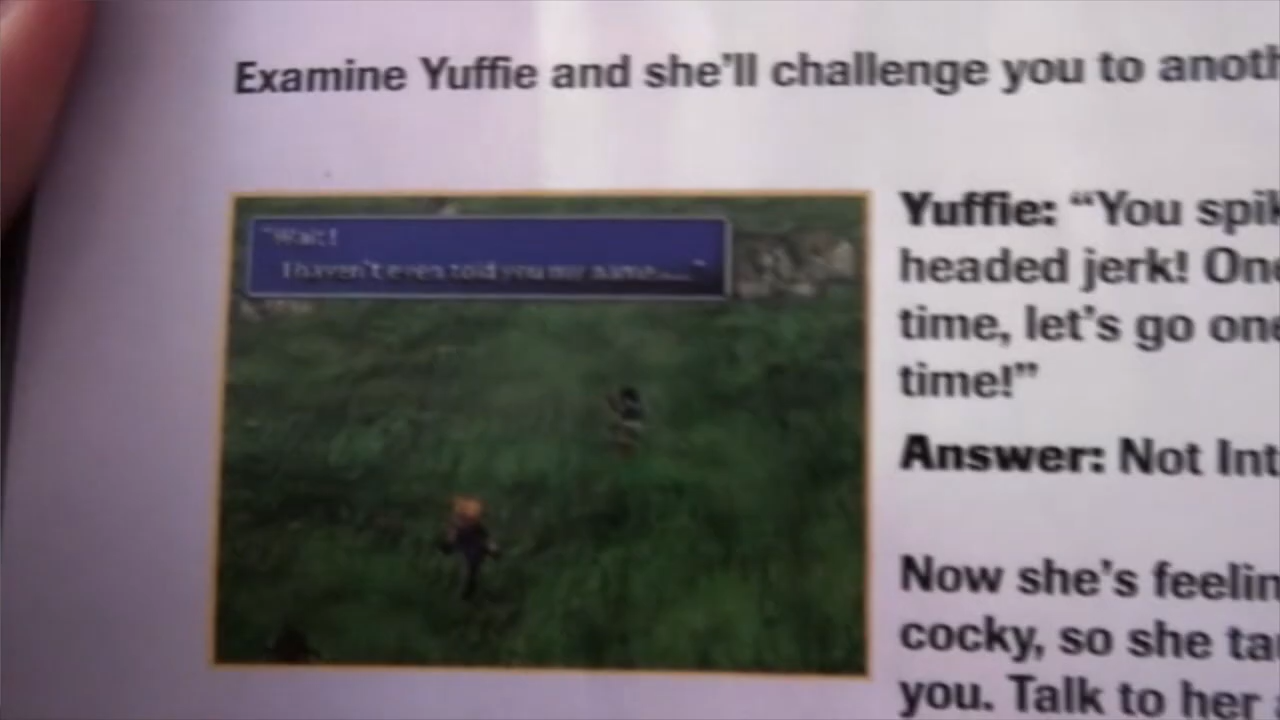 Examine Yuffie and she'll challenge you to anoth
"Wait!
I haven't even told you my name......"
Yuffie: “You spik
headed jerk! One
time, let's go one
time!”
Answer: Not Int
Now she's feelin
cocky, so she ta
you. Talk to her